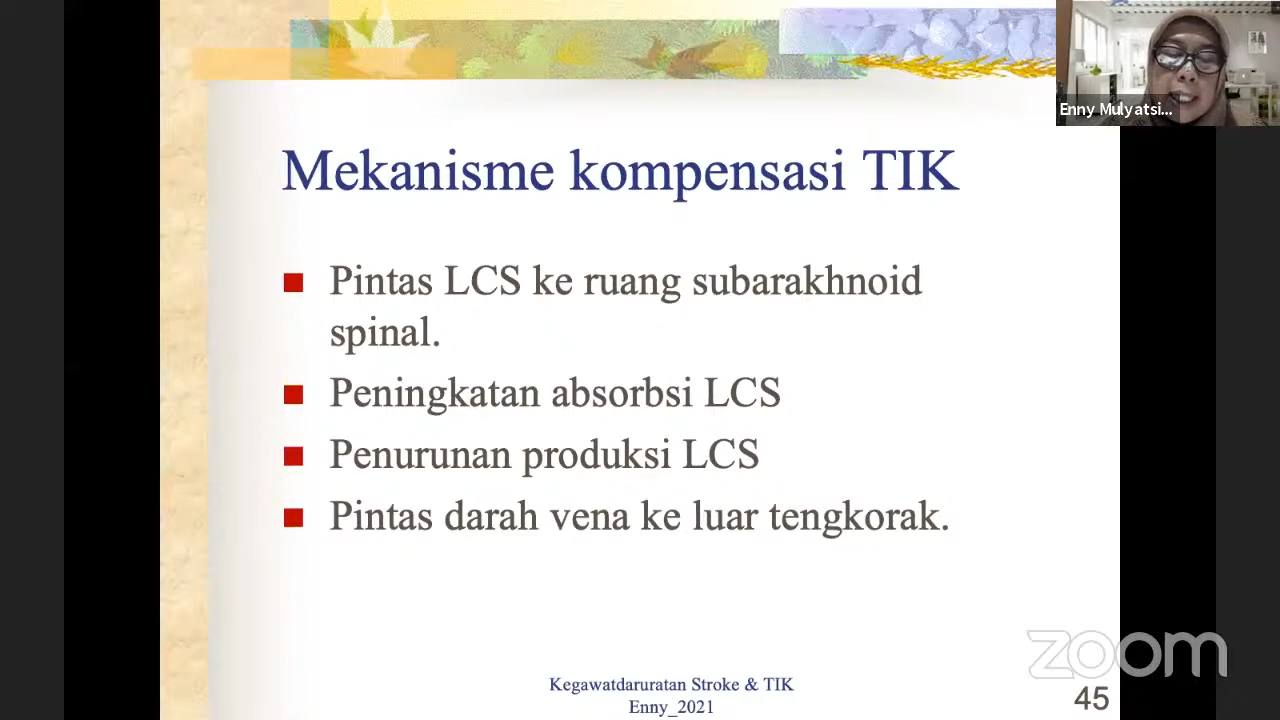 Enny Mulyatsi...
Mekanisme kompensasi TIK
Pintas LCS ke ruang subarakhnoid
spinal.
Peningkatan absorbsi LCS
Penurunan produksi LCS
Pintas darah vena ke luar tengkorak.
zoom
Kegawatdaruratan Stroke & TIK
Enny_2021
45